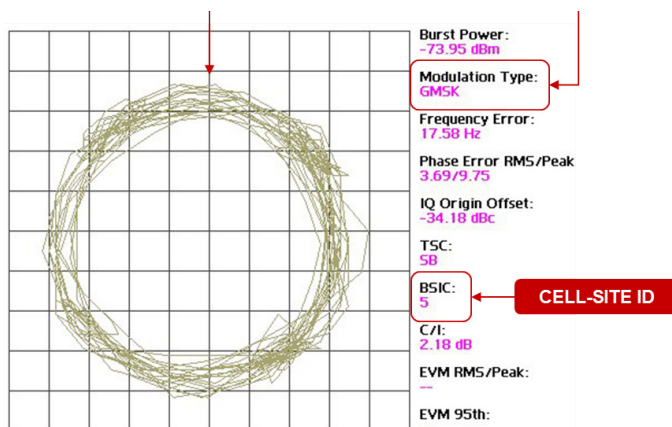 Burst Power:
-73.95 dBm
Modulation Type:
GMSK
Frequency Error:
17.58 Hz
Phase Error RMS/Peak
3.69/9.75
IQ Origin Offset:
-34.18 dBc
TSC:
SB
BSIC:
5
CELL-SITE ID
C/I:
2.18 dB
EVM RMS/Peak:
--
EVM 95th: